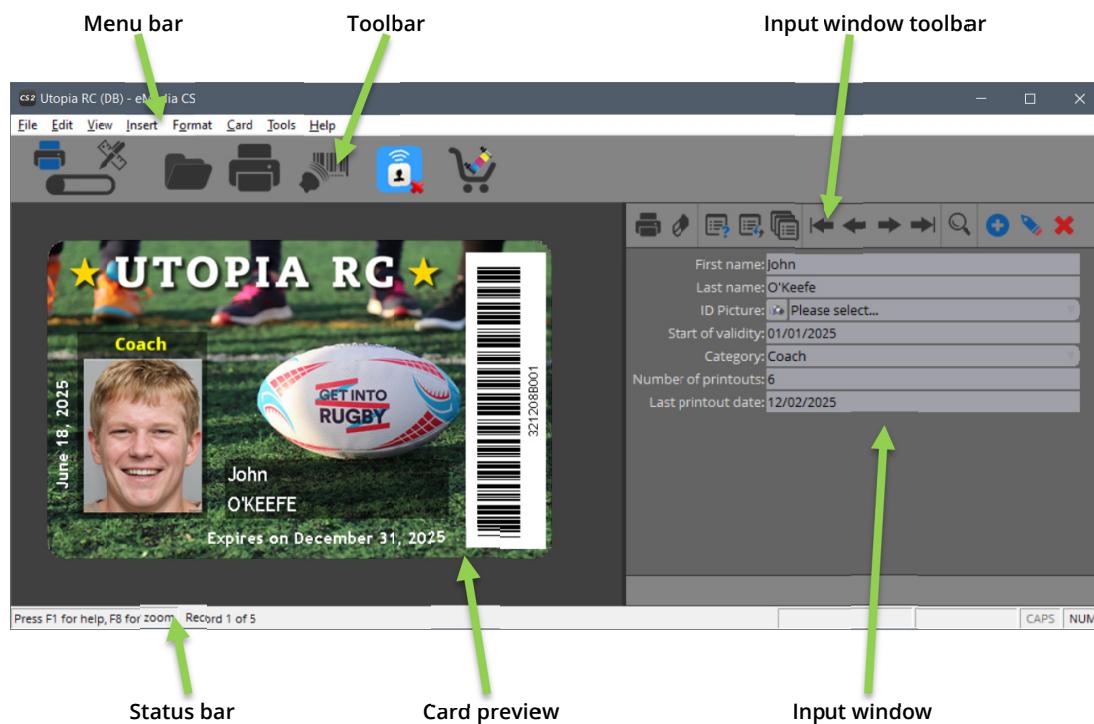 Menu bar Toolbar Input window toolbar
CS2 Utopia RC (DB) - eMedia CS
File Edit View Insert Format Card Tools Help
UTOPIA RC
Coach
June 18, 2025
GET INTO
RUGBY
John
O'KEEFE
Expires on December 31, 2025
321208B001
First name: John
Last name: O'Keefe
ID Picture: Please select...
Start of validity: 01/01/2025
Category: Coach
Number of printouts: 6
Last printout date: 12/02/2025
Press F1 for help, F8 for zoom. Record 1 of 5 CAPS NUM
Status bar Card preview Input window